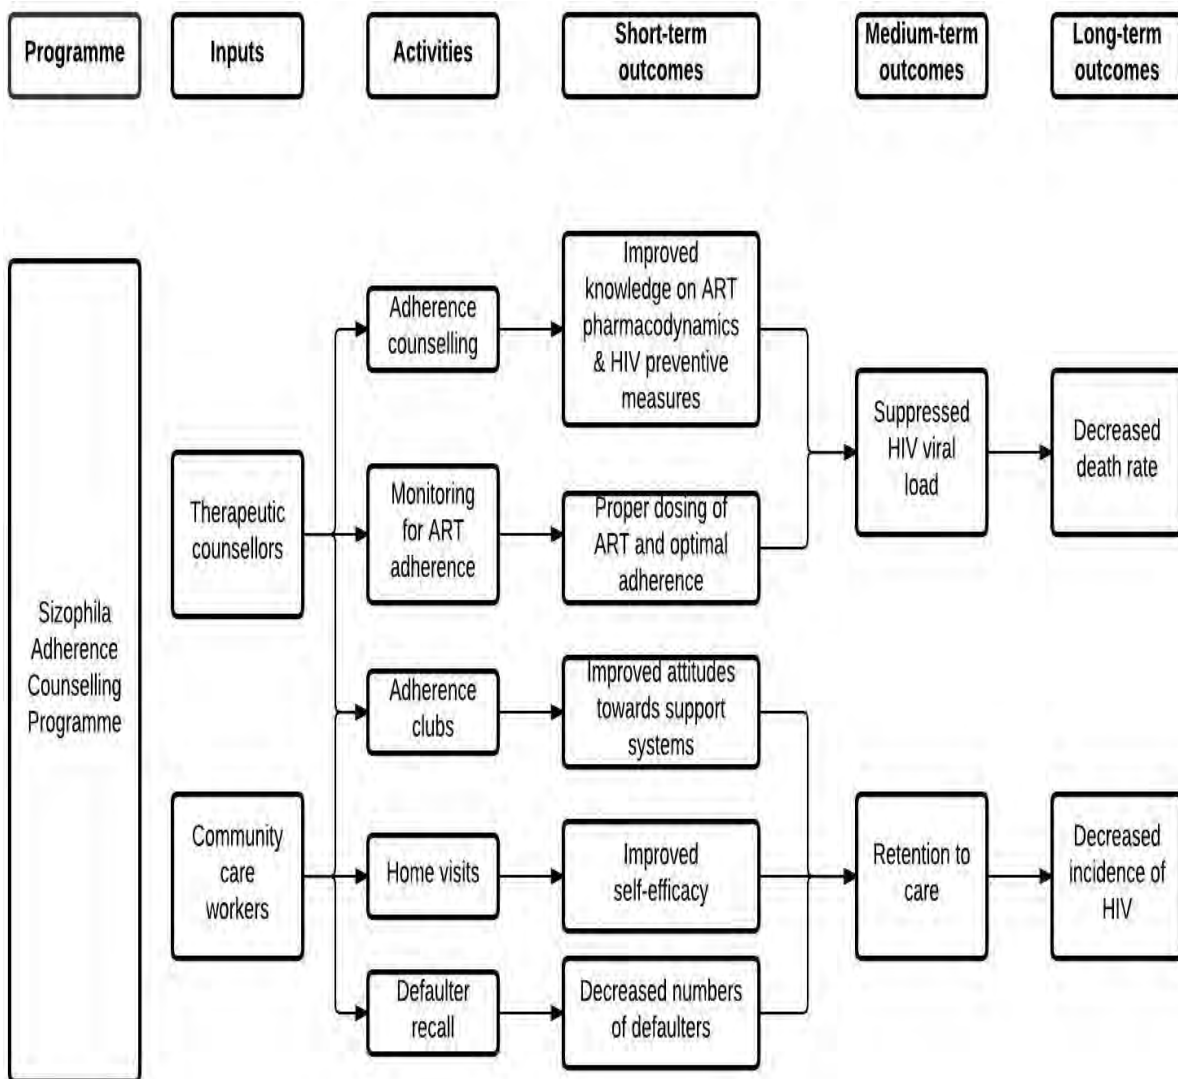 Programme
Inputs
Activities
Short-term
outcomes
Medium-term
outcomes
Long-term
outcomes
Sizophila
Adherence
Counselling
Programme
Therapeutic
counsellors
Community
care
workers
Adherence
counselling
Monitoring
for ART
adherence
Adherence
clubs
Home visits
Defaulter
recall
Improved
knowledge on ART
pharmacodynamics
& HIV preventive
measures
Proper dosing of
ART and optimal
adherence
Improved attitudes
towards support
systems
Improved
self-efficacy
Decreased numbers
of defaulters
Suppressed
HIV viral
load
Retention to
care
Decreased
death rate
Decreased
incidence of
HIV